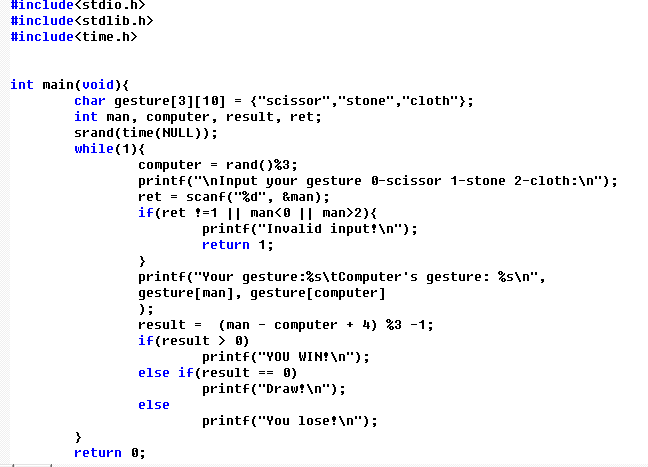 #include<stdio.h>
#include<stdlib.h>
#include<time.h>
int main(void){
char gesture[3][10] = {"scissor","stone","cloth"};
int man, computer, result, ret;
srand(time(NULL));
while(1){
computer = rand()%3;
printf("\nInput your gesture 0-scissor 1-stone 2-cloth:\n");
ret = scanf("%d", &man);
if(ret !=1 || man<0 || man>2){
printf("Invalid input!\n");
return 1;
}
printf("Your gesture:%s\tComputer's gesture: %s\n",
gesture[man], gesture[computer]
);
result =  (man - computer + 4) %3 -1;
if(result > 0)
printf("YOU WIN!\n");
else if(result == 0)
printf("Draw!\n");
else
printf("You lose!\n");
}
return 0;